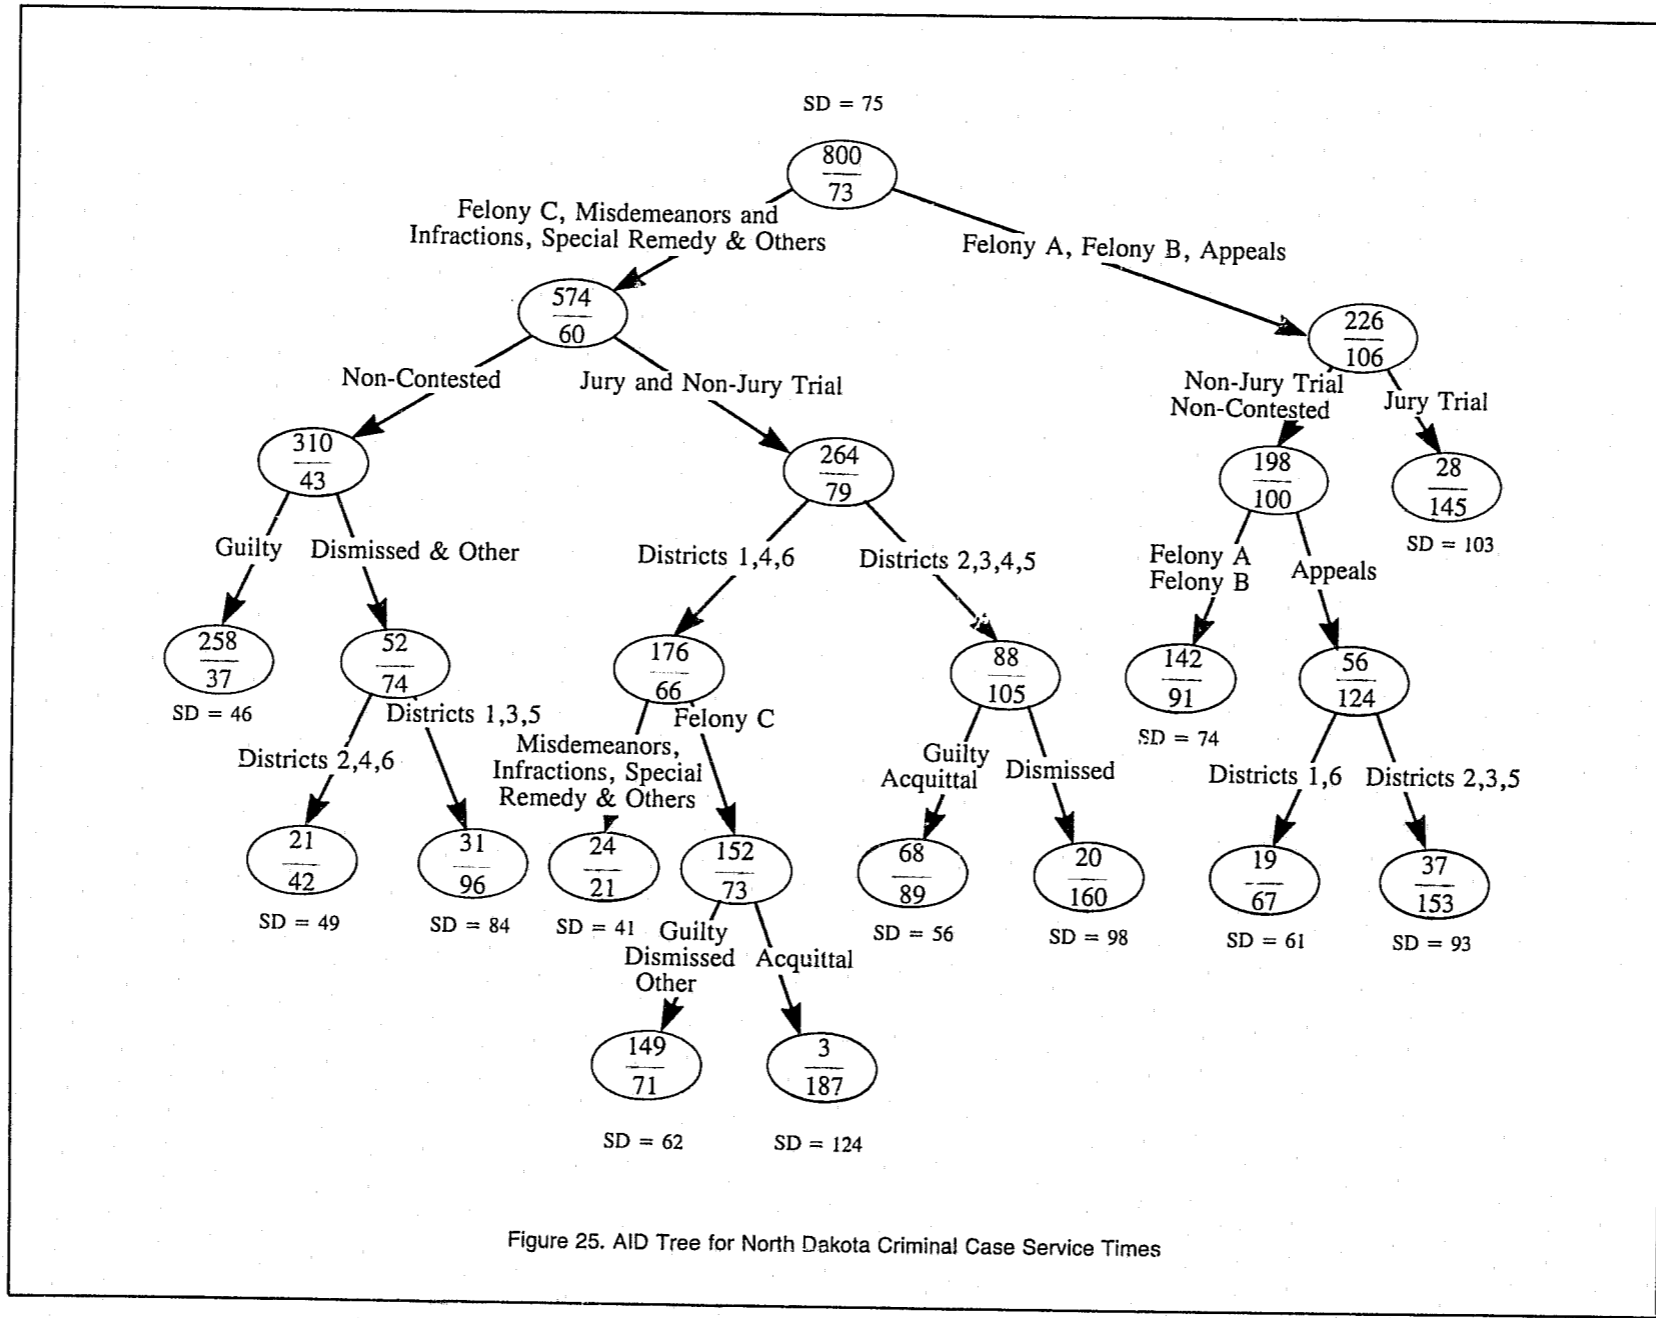 SD = 75
800
73
Felony C, Misdemeanors and
Infractions, Special Remedy & Others
Felony A, Felony B, Appeals
574
60
226
106
Non-Contested
Jury and Non-Jury Trial
Non-Jury Trial
Non-Contested
Jury Trial
310
43
264
79
198
100
28
145
SD = 103
Guilty
Dismissed & Other
Districts 1,4,6
Districts 2,3,4,5
Felony A
Felony B
Appeals
258
37
SD = 46
52
74
176
66
88
105
142
91
SD = 74
56
124
Districts 2,4,6
Districts 1,3,5
Misdemeanors,
Infractions, Special
Remedy & Others
Felony C
Guilty
Acquittal
Dismissed
Districts 1,6
Districts 2,3,5
21
42
SD = 49
31
96
SD = 84
24
21
SD = 41
152
73
68
89
SD = 56
20
160
SD = 98
19
67
SD = 61
37
153
SD = 93
Guilty
Dismissed
Other
Acquittal
149
71
SD = 62
3
187
SD = 124
Figure 25. AID Tree for North Dakota Criminal Case Service Times